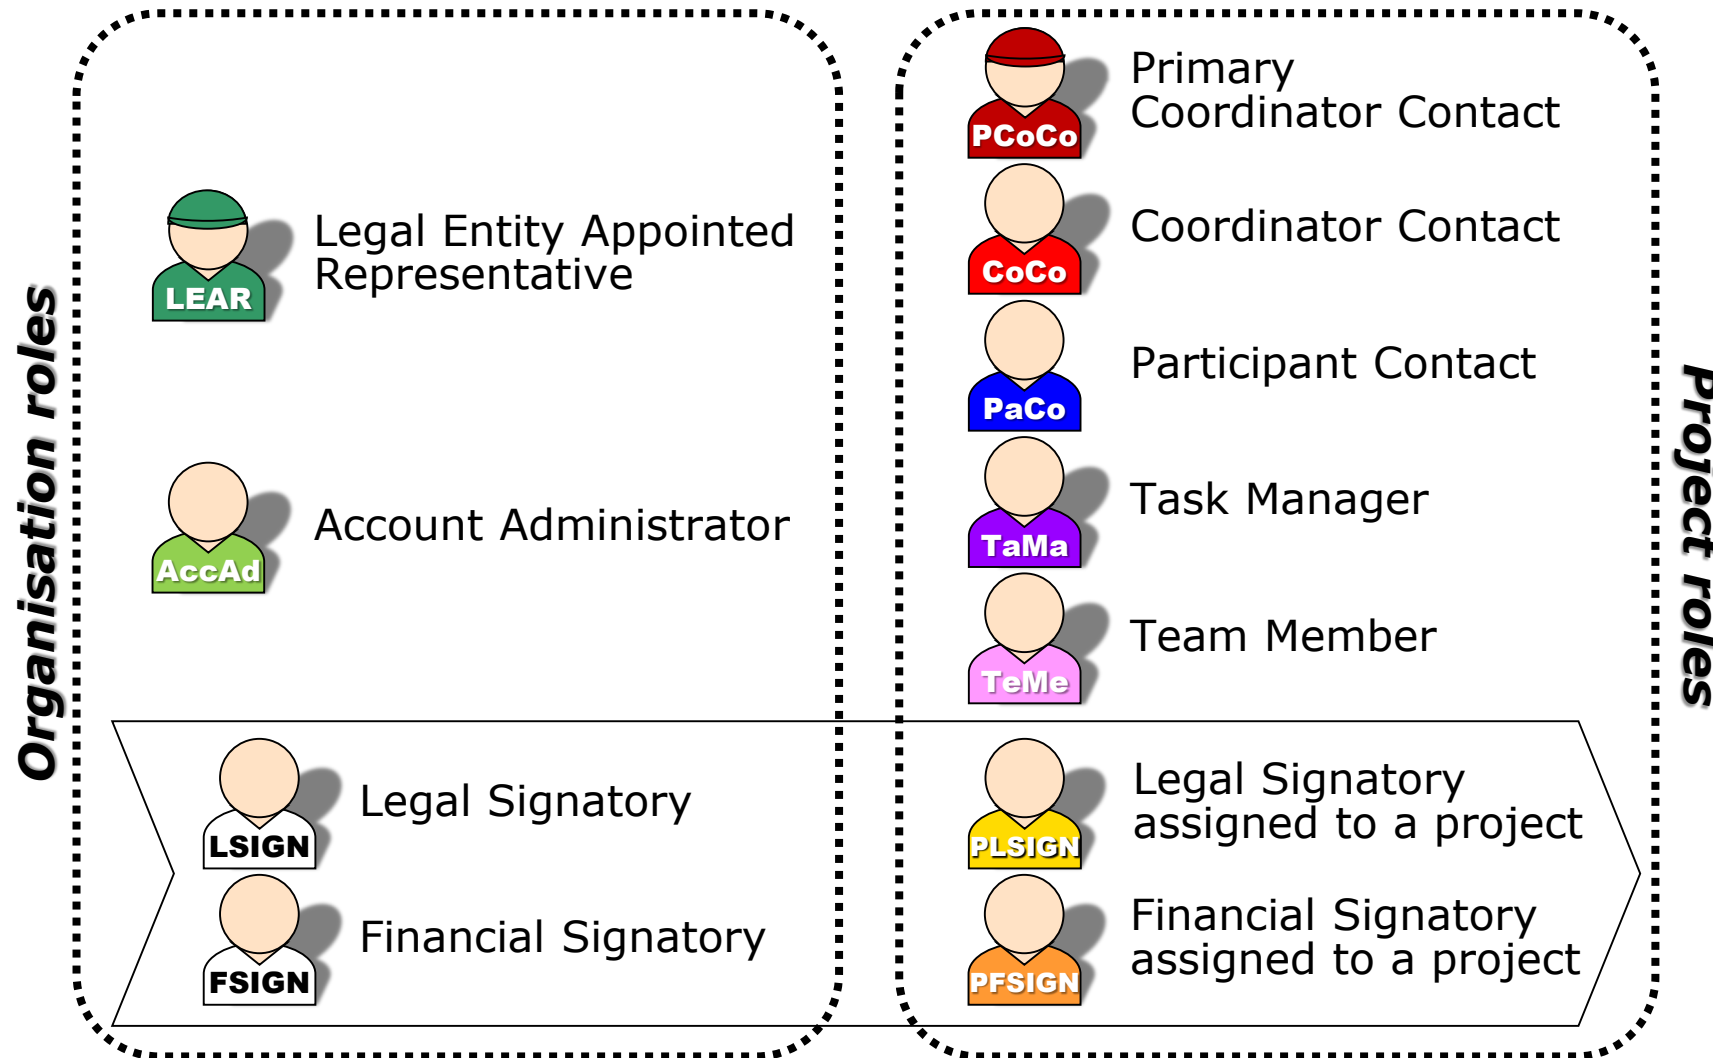 Organisation roles
LEAR
Legal Entity Appointed
Representative
AccAd
Account Administrator
LSIGN
Legal Signatory
FSIGN
Financial Signatory
PCoCo
Primary
Coordinator Contact
CoCo
Coordinator Contact
PaCo
Participant Contact
TaMa
Task Manager
TeMe
Team Member
PLSIGN
Legal Signatory
assigned to a project
PFSIGN
Financial Signatory
assigned to a project
Project roles